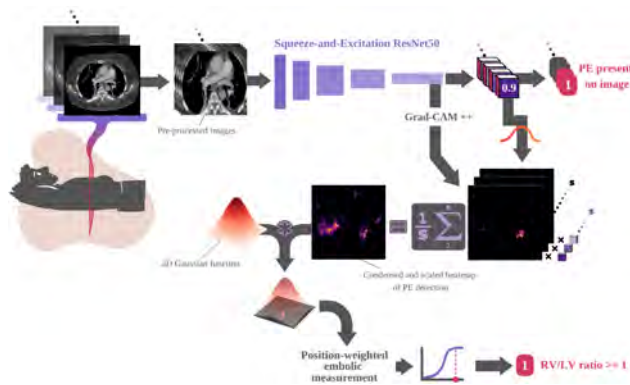 Squeeze-and-Excitation ResNet50
0.9
1
PE present
on image
Pre-processed images
Grad-CAM ++
s
s
1
s
Σ
2D Gaussian function
Condensed and scaled heatmap
of PE detection
Position-weighted
embolic
measurement
1
RV/LV ratio >= 1